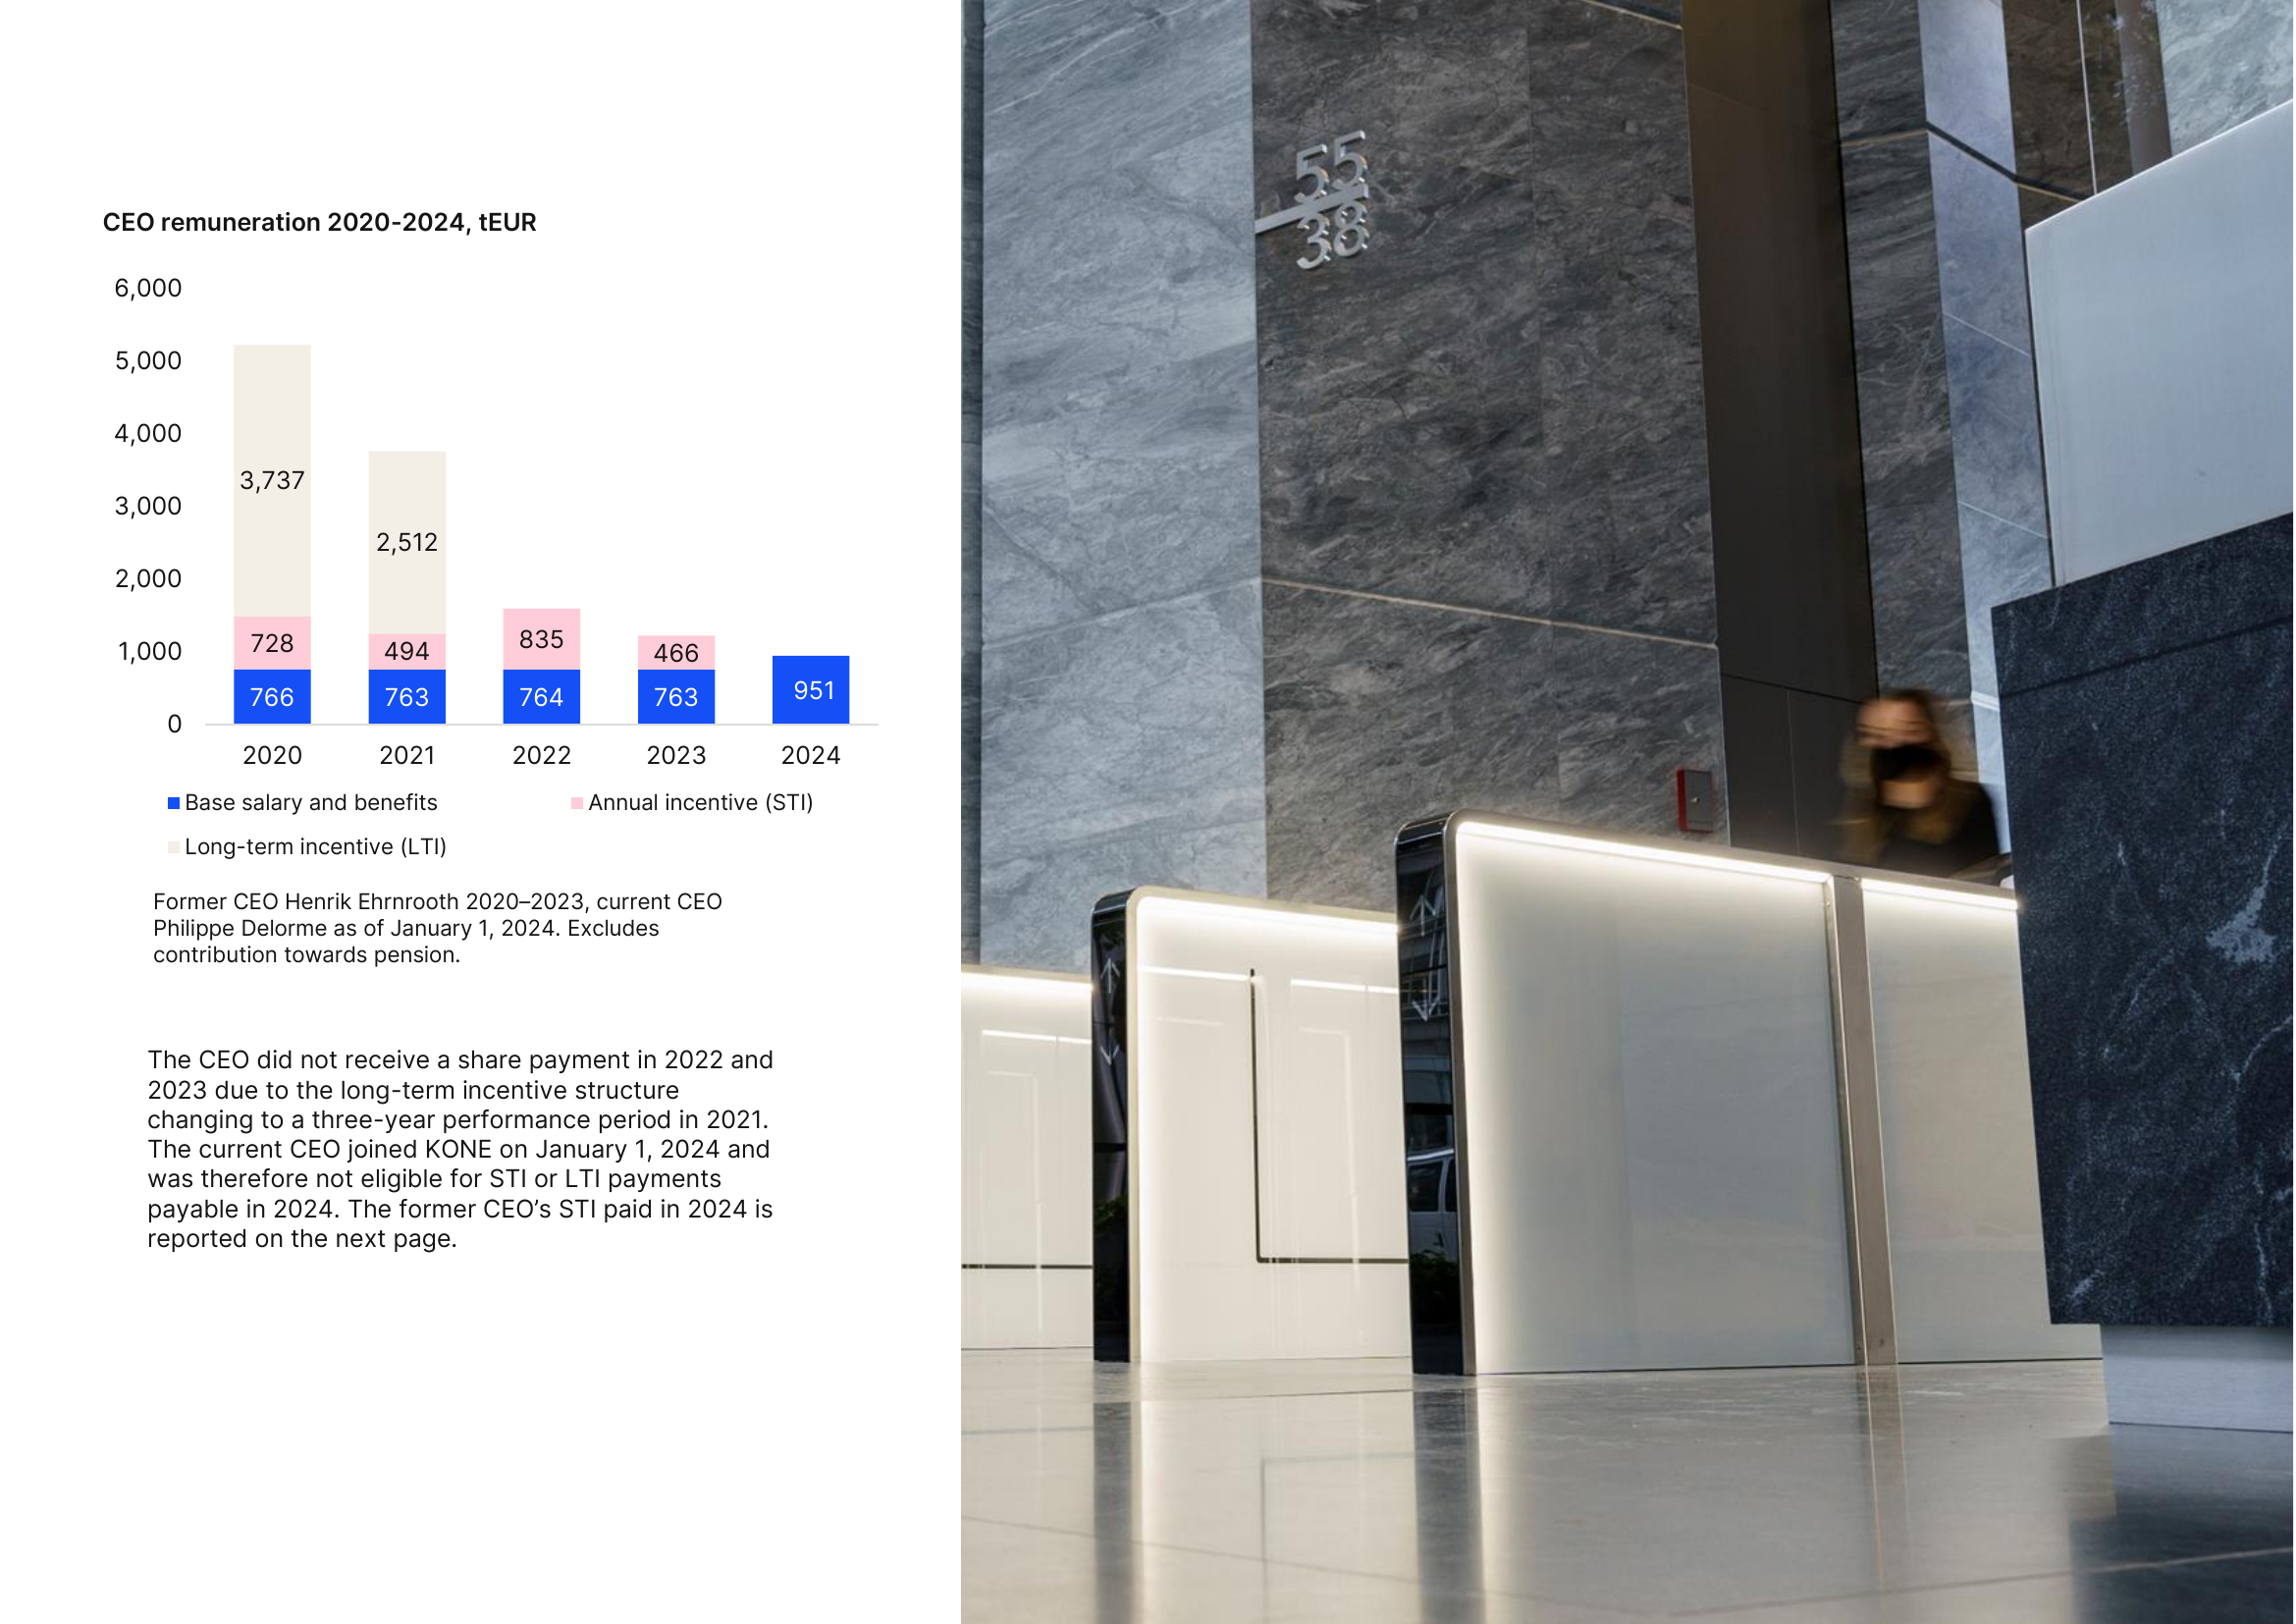 CEO remuneration 2020-2024, tEUR
6,000
5,000
4,000
3,000
2,000
1,000
0
3,737
728
766
2,512
494
763
835
764
466
763
951
2020 2021 2022 2023 2024
Base salary and benefits Annual incentive (STI)
Long-term incentive (LTI)
Former CEO Henrik Ehrnrooth 2020–2023, current CEO
Philippe Delorme as of January 1, 2024. Excludes
contribution towards pension.
The CEO did not receive a share payment in 2022 and
2023 due to the long-term incentive structure
changing to a three-year performance period in 2021.
The current CEO joined KONE on January 1, 2024 and
was therefore not eligible for STI or LTI payments
payable in 2024. The former CEO’s STI paid in 2024 is
reported on the next page.
55
38